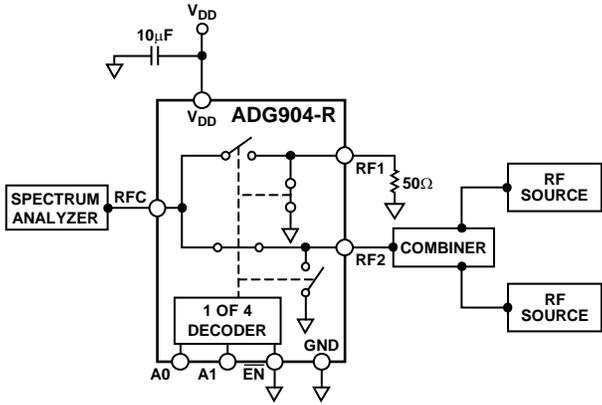 VDD
10μF
VDD
ADG904-R
RF1
50Ω
SPECTRUM
ANALYZER
RFC
RF
SOURCE
COMBINER
RF2
RF
SOURCE
1 OF 4
DECODER
GND
A0
A1
EN